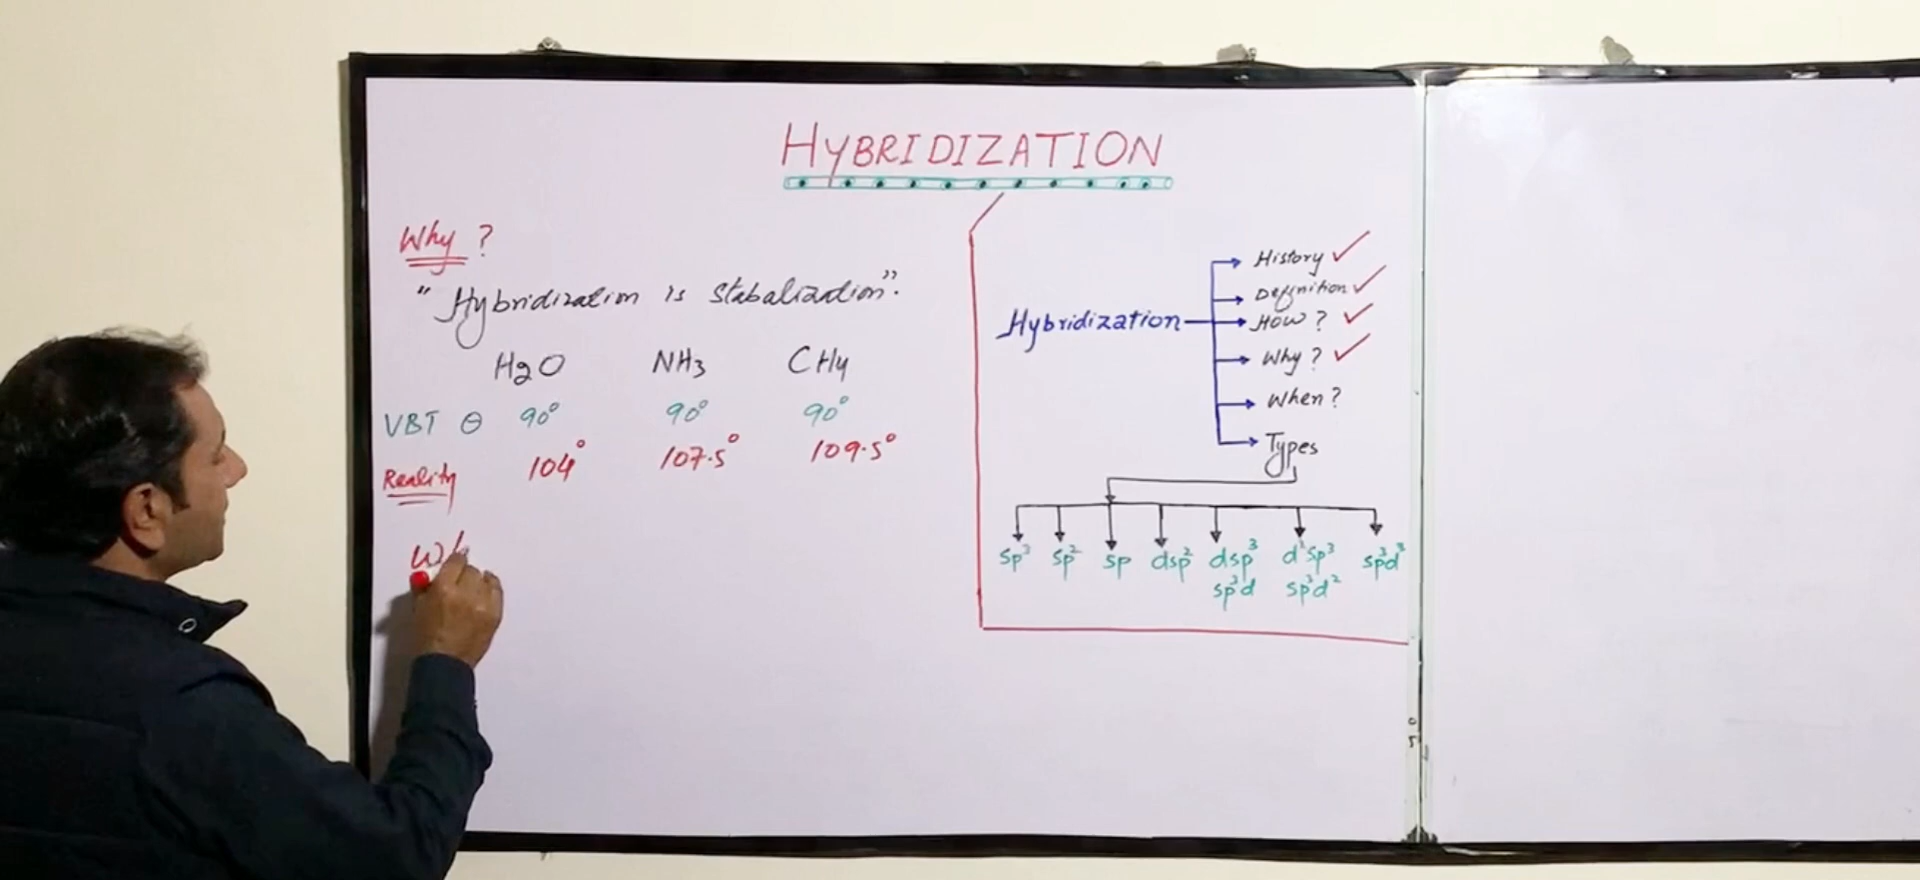 HYBRIDIZATION
Why ?
" Hybridization is stabalization".
H2O NH3 CH4
VBT θ 90° 90° 90°
Reality 104° 107.5° 109.5°
Wh
Hybridization
History ✓
Definition ✓
How ? ✓
Why ? ✓
When ?
Types
sp³ sp² sp dsp² dsp³ d²sp³ sp³d³
sp³d sp³d²